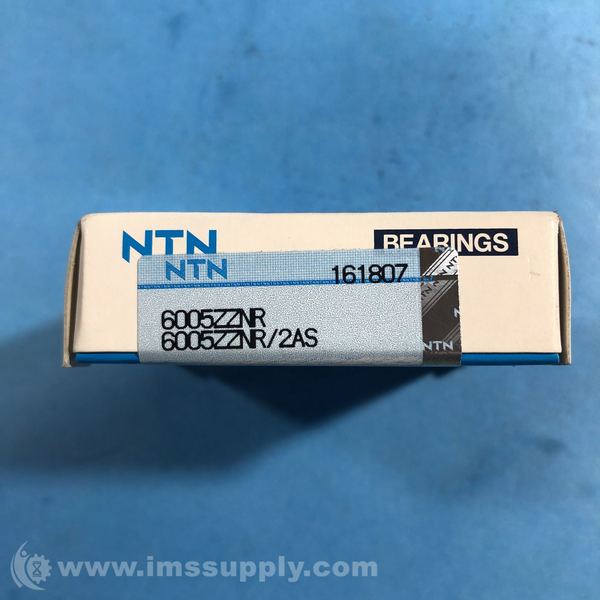 NTN BEARINGS
NTN 161807
6005ZZNR
6005ZZNR/2AS
NTN
www.imssupply.com